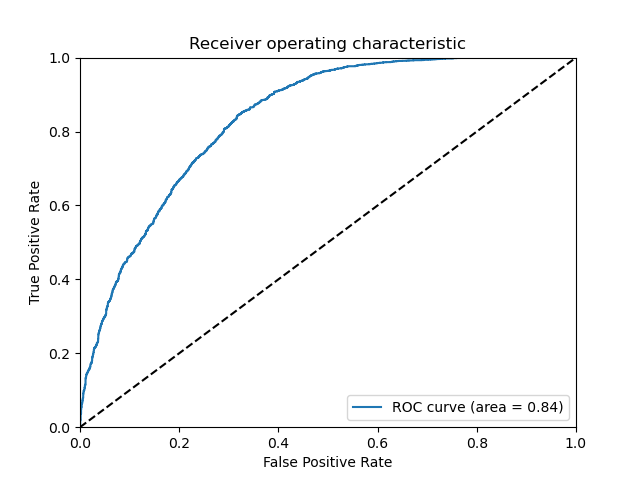 Receiver operating characteristic
1.0
0.8
0.6
0.4
0.2
0.0
True Positive Rate
ROC curve (area = 0.84)
0.0 0.2 0.4 0.6 0.8 1.0
False Positive Rate